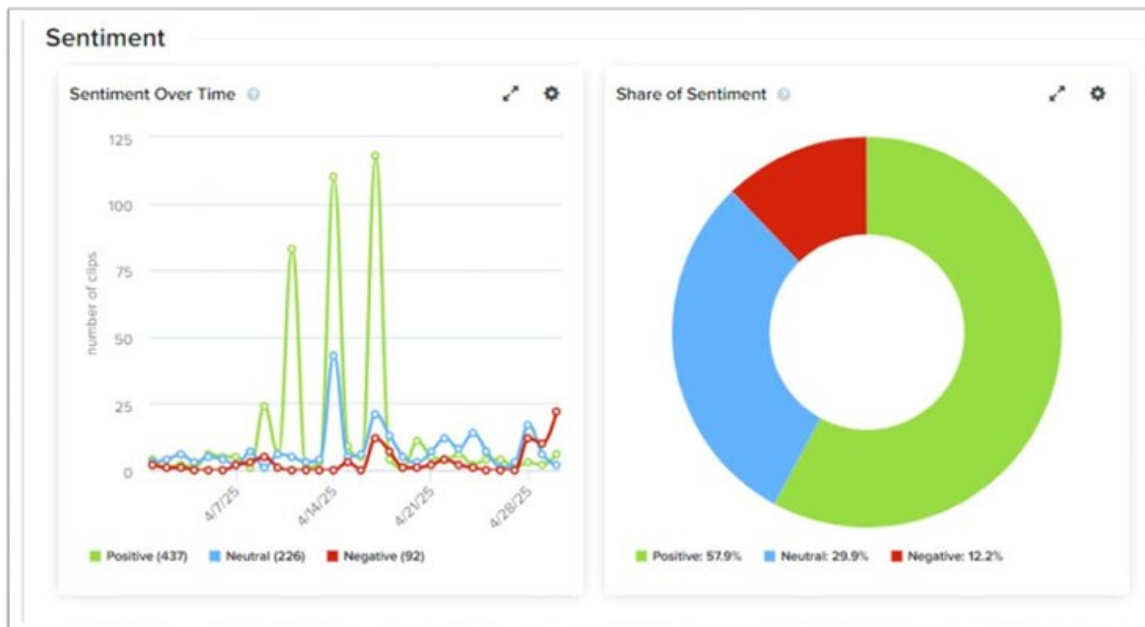 Sentiment
Sentiment Over Time ?
125
100
75
50
25
0
number of clips
4/7/25
4/14/25
4/21/25
4/28/25
Positive (437) Neutral (226) Negative (92)
Share of Sentiment ?
Positive: 57.9% Neutral: 29.9% Negative: 12.2%